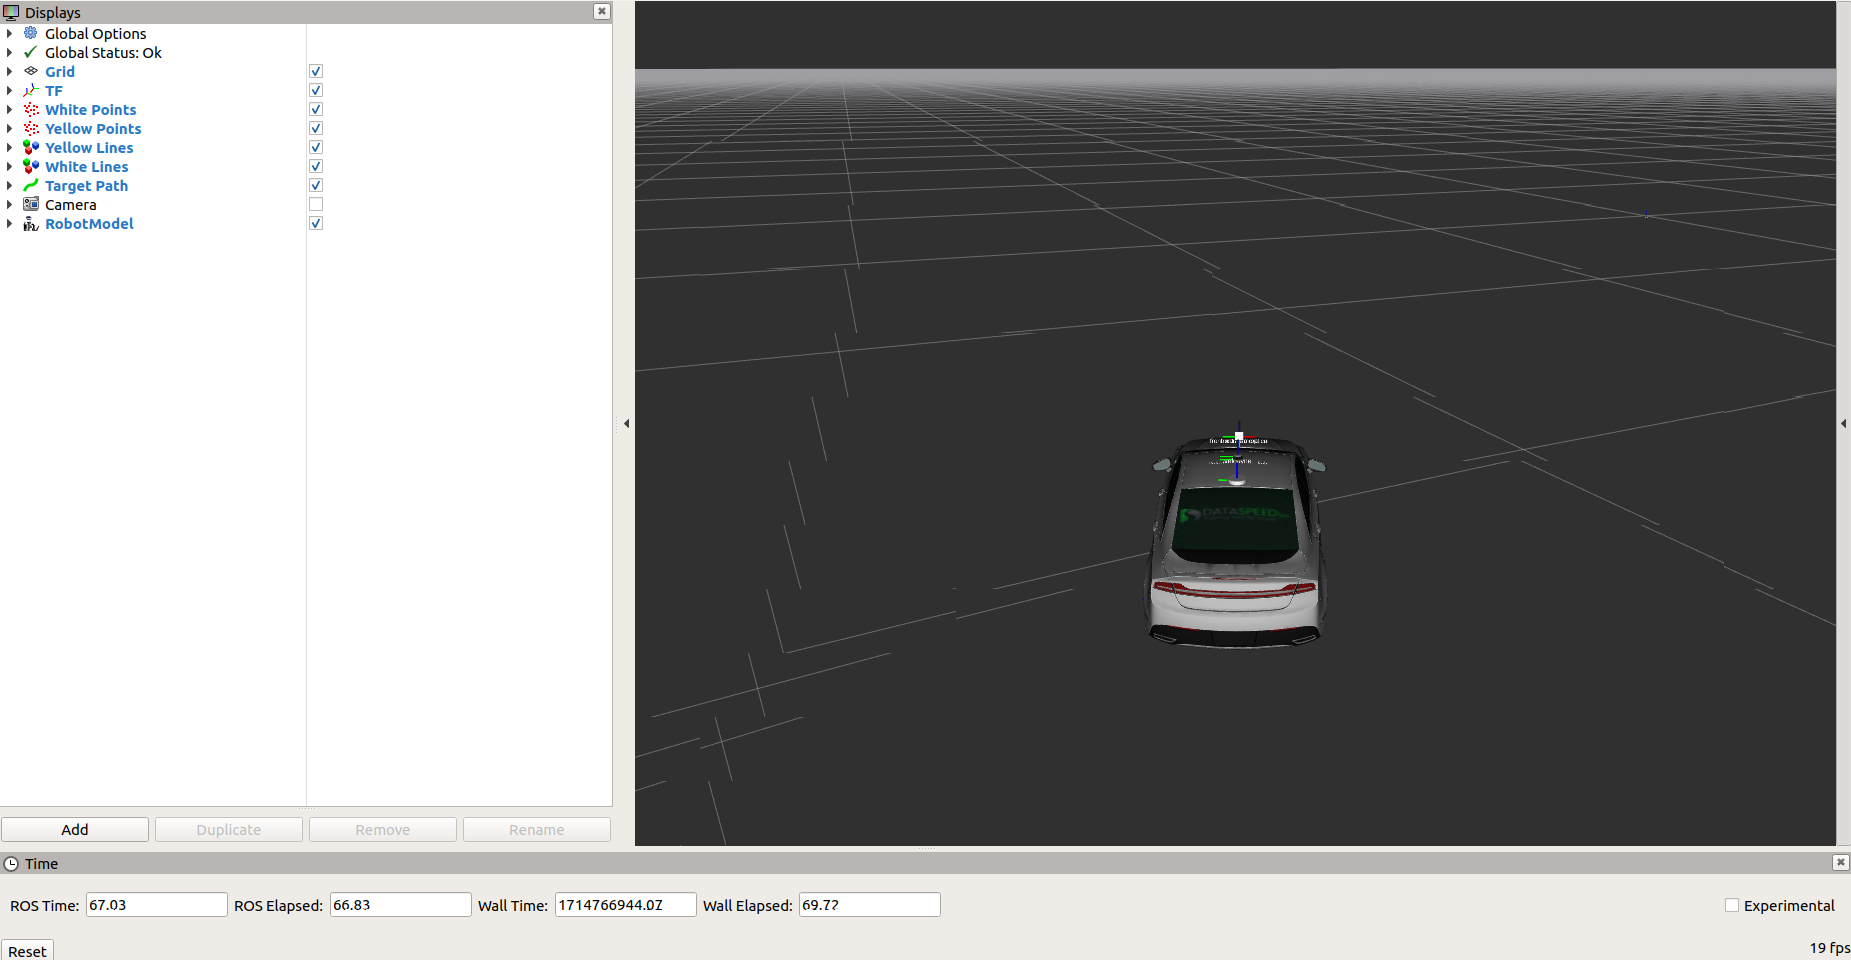 Displays
Global Options
Global Status: Ok
Grid
TF
White Points
Yellow Points
Yellow Lines
White Lines
Target Path
Camera
RobotModel
Add Duplicate Remove Rename
DATASPEED
Time
ROS Time: 67.03 ROS Elapsed: 66.83 Wall Time: 1714766944.07 Wall Elapsed: 69.72 Experimental
Reset 19 fps